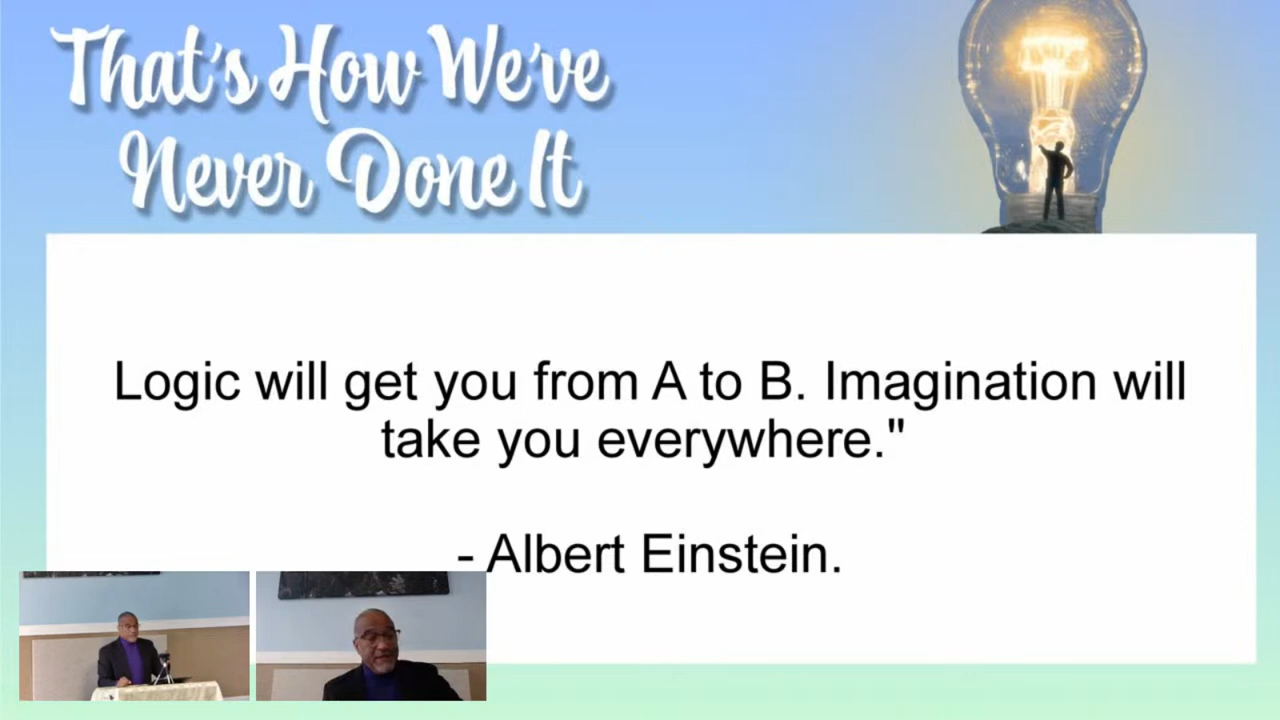 That's How We've
Never Done It
Logic will get you from A to B. Imagination will
take you everywhere."
- Albert Einstein.